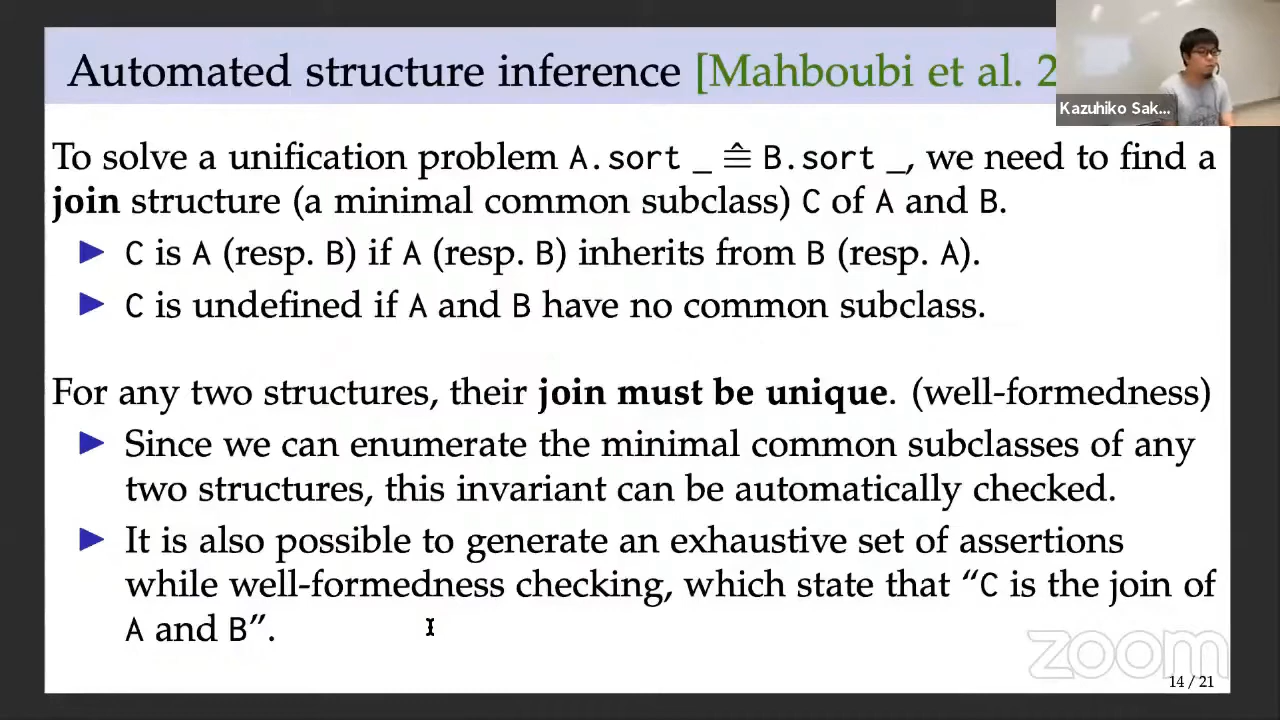 Automated structure inference [Mahboubi et al. 2
Kazuhiko Sak...
To solve a unification problem A.sort _ ≙ B.sort _, we need to find a
join structure (a minimal common subclass) C of A and B.
▶ C is A (resp. B) if A (resp. B) inherits from B (resp. A).
▶ C is undefined if A and B have no common subclass.
For any two structures, their join must be unique. (well-formedness)
▶ Since we can enumerate the minimal common subclasses of any
two structures, this invariant can be automatically checked.
▶ It is also possible to generate an exhaustive set of assertions
while well-formedness checking, which state that “C is the join of
A and B”.
zoom
14 / 21